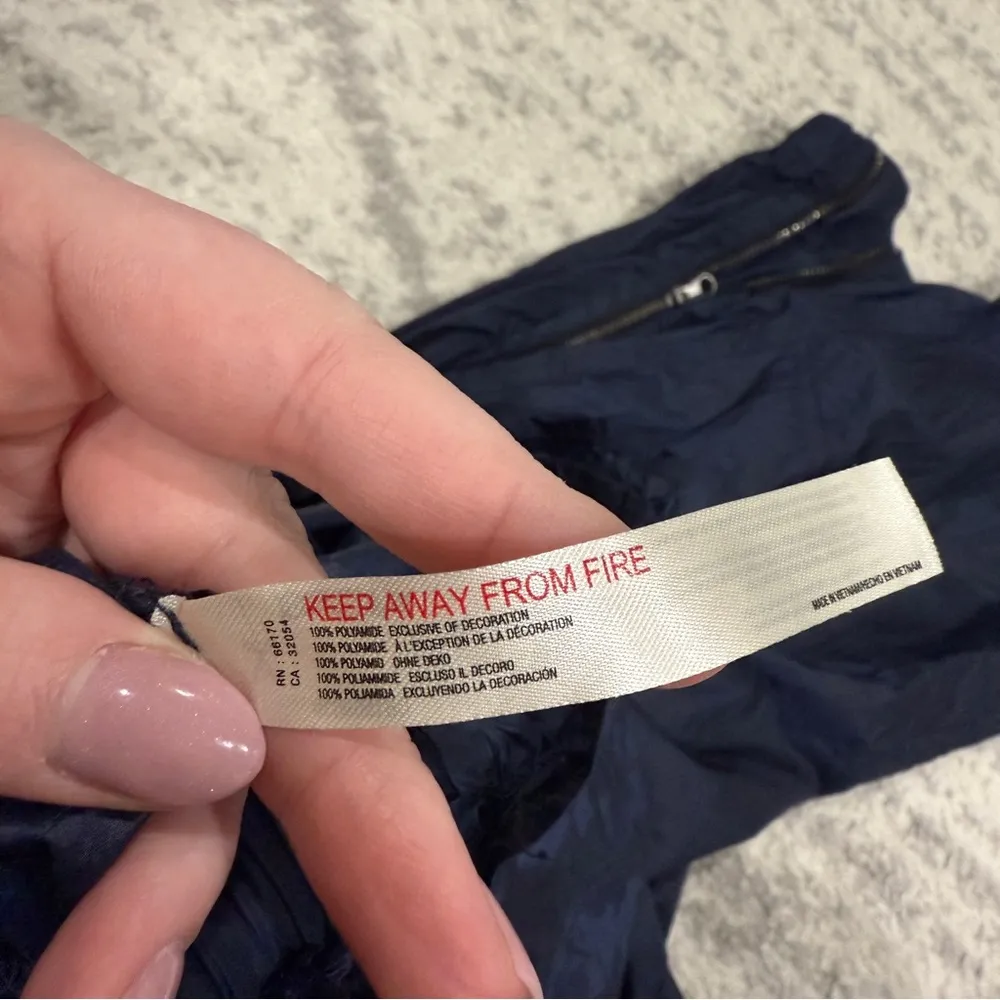 RN : 66170
CA : 32054
KEEP AWAY FROM FIRE
100% POLYAMIDE EXCLUSIVE OF DECORATION
100% POLYAMIDE À L'EXCEPTION DE LA DÉCORATION
100% POLYAMID OHNE DEKO
100% POLIAMMIDE ESCLUSO IL DECORO
100% POLIAMIDA EXCLUYENDO LA DECORACIÓN
MADE IN VIETNAM/HECHO EN VIETNAM